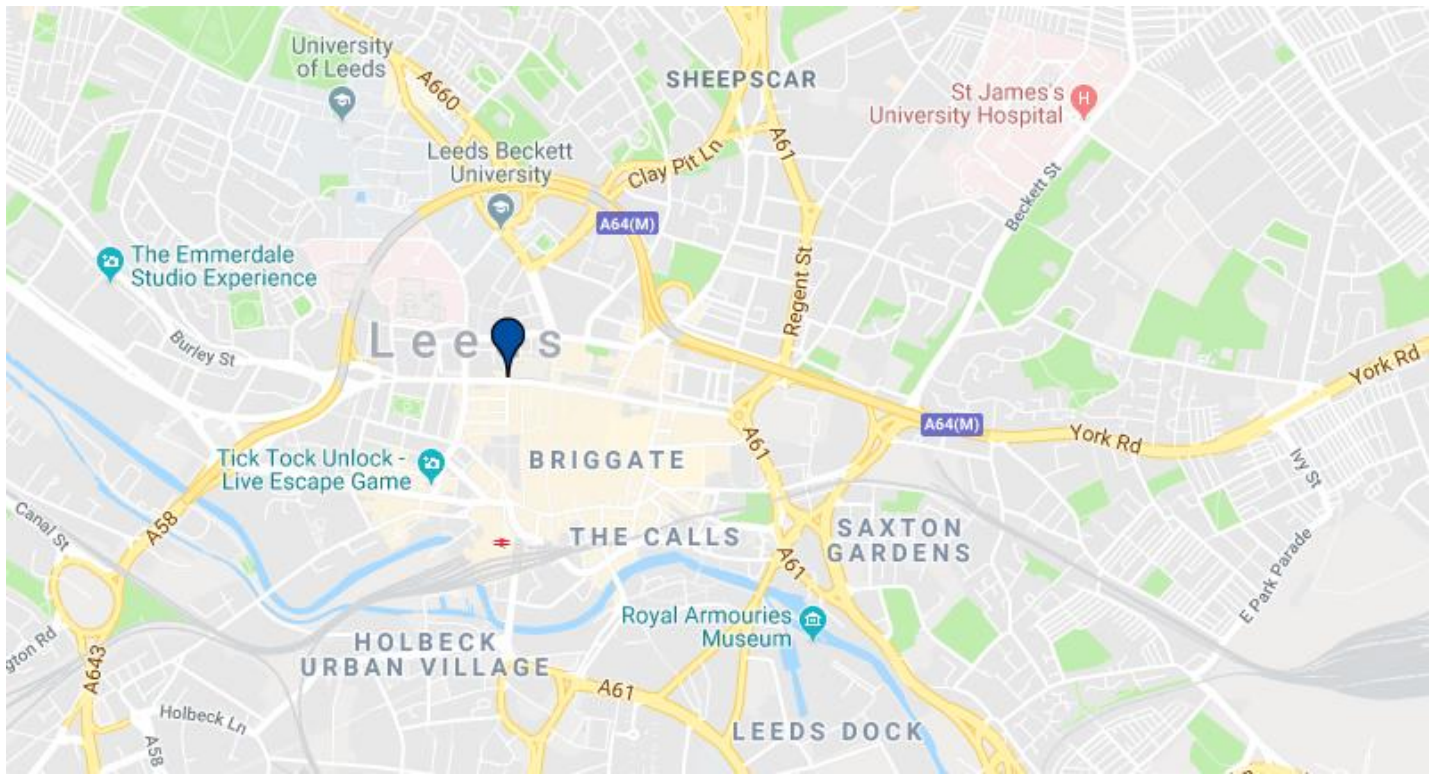 University
of Leeds
A660
SHEEPSCAR
St James's
University Hospital
H
Leeds Beckett
University
Clay Pit Ln
A61
Beckett St
A64(M)
The Emmerdale
Studio Experience
Regent St
Burley St
Leeds
York Rd
A64(M)
York Rd
A61
BRIGGATE
Tick Tock Unlock -
Live Escape Game
Ivy St
Canal St
A58
THE CALLS
SAXTON
GARDENS
A61
E Park Parade
Royal Armouries
Museum
HOLBECK
URBAN VILLAGE
gton Rd
A643
A61
Holbeck Ln
A58
LEEDS DOCK